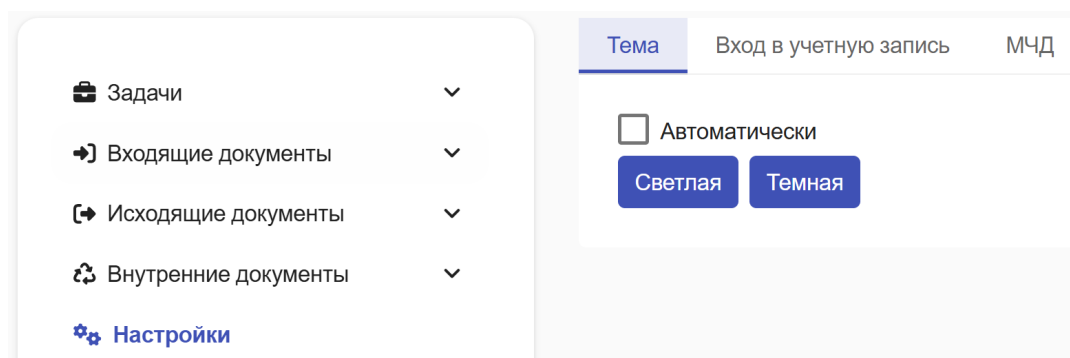 Задачи
Входящие документы
Исходящие документы
Внутренние документы
Настройки
Тема Вход в учетную запись МЧД
Автоматически
Светлая Темная